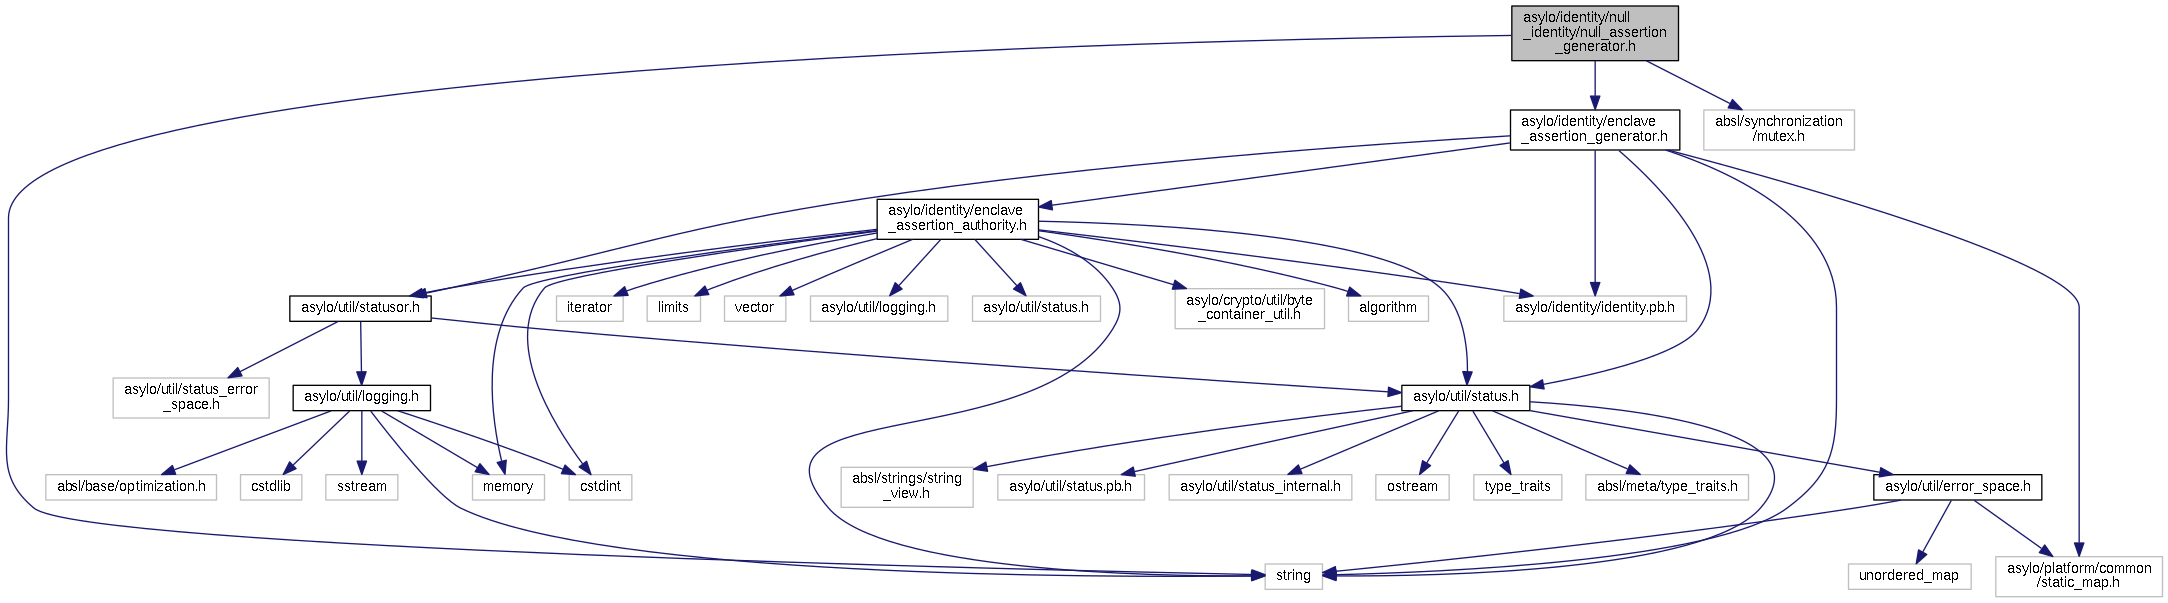 asylo/identity/null
_identity/null_assertion
_generator.h
asylo/identity/enclave
_assertion_generator.h
absl/synchronization
/mutex.h
asylo/identity/enclave
_assertion_authority.h
asylo/util/statusor.h
iterator
limits
vector
asylo/util/logging.h
asylo/util/status.h
asylo/crypto/util/byte
_container_util.h
algorithm
asylo/identity/identity.pb.h
asylo/util/status_error
_space.h
asylo/util/logging.h
asylo/util/status.h
absl/base/optimization.h
cstdlib
sstream
memory
cstdint
absl/strings/string
_view.h
asylo/util/status.pb.h
asylo/util/status_internal.h
ostream
type_traits
absl/meta/type_traits.h
asylo/util/error_space.h
string
unordered_map
asylo/platform/common
/static_map.h